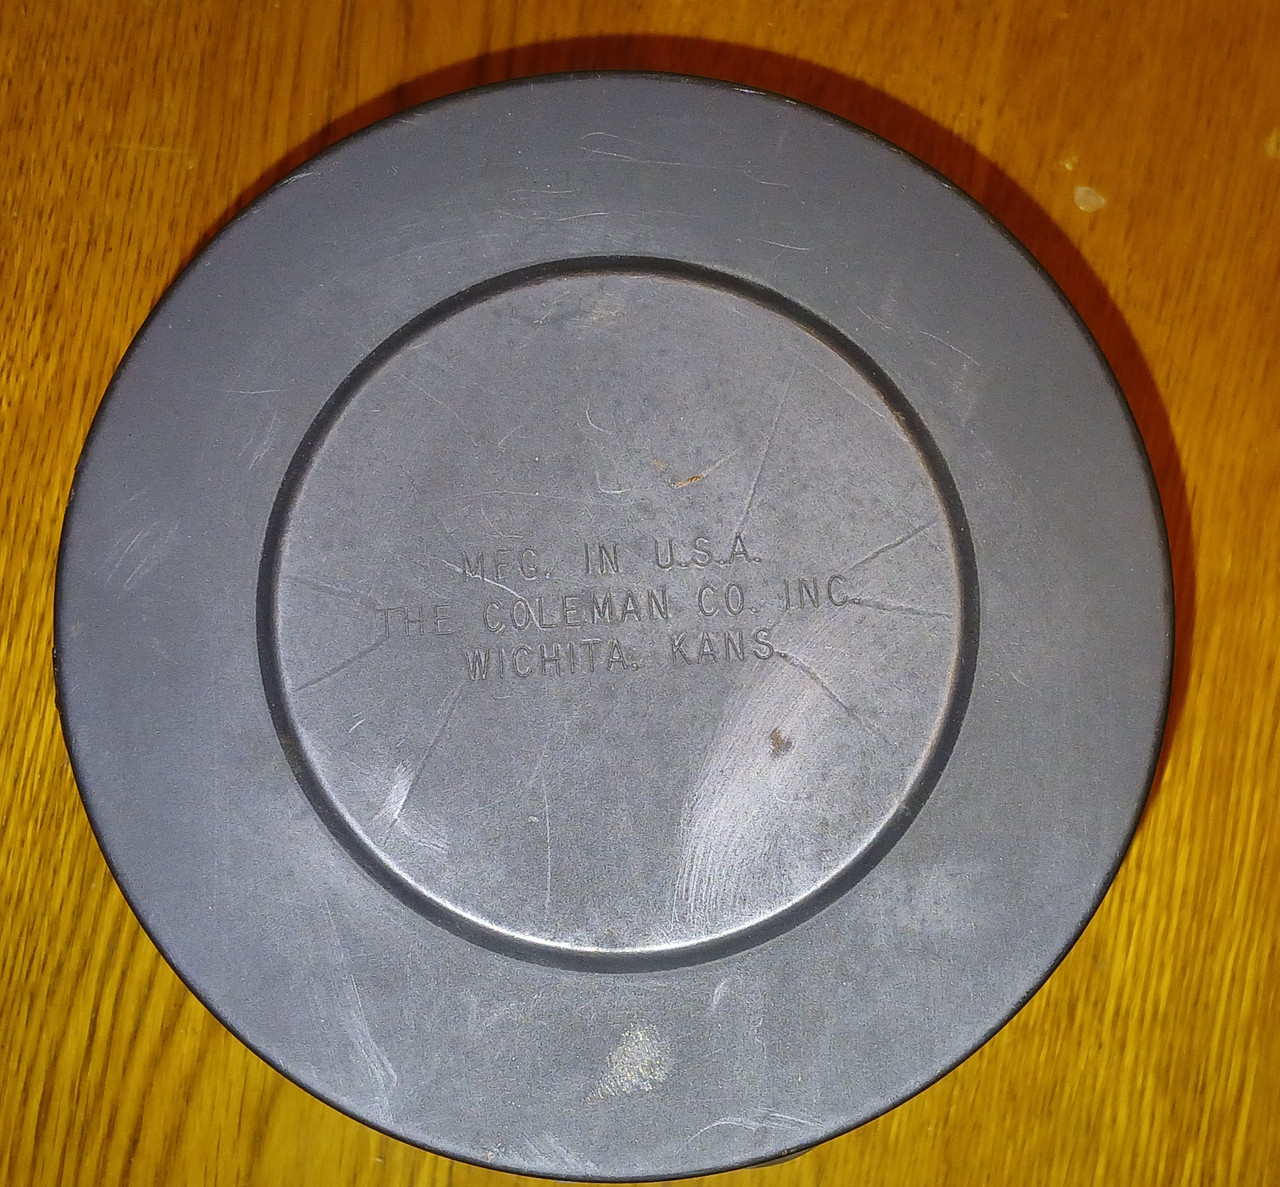 MFG. IN U.S.A.
THE COLEMAN CO. INC.
WICHITA. KANS.